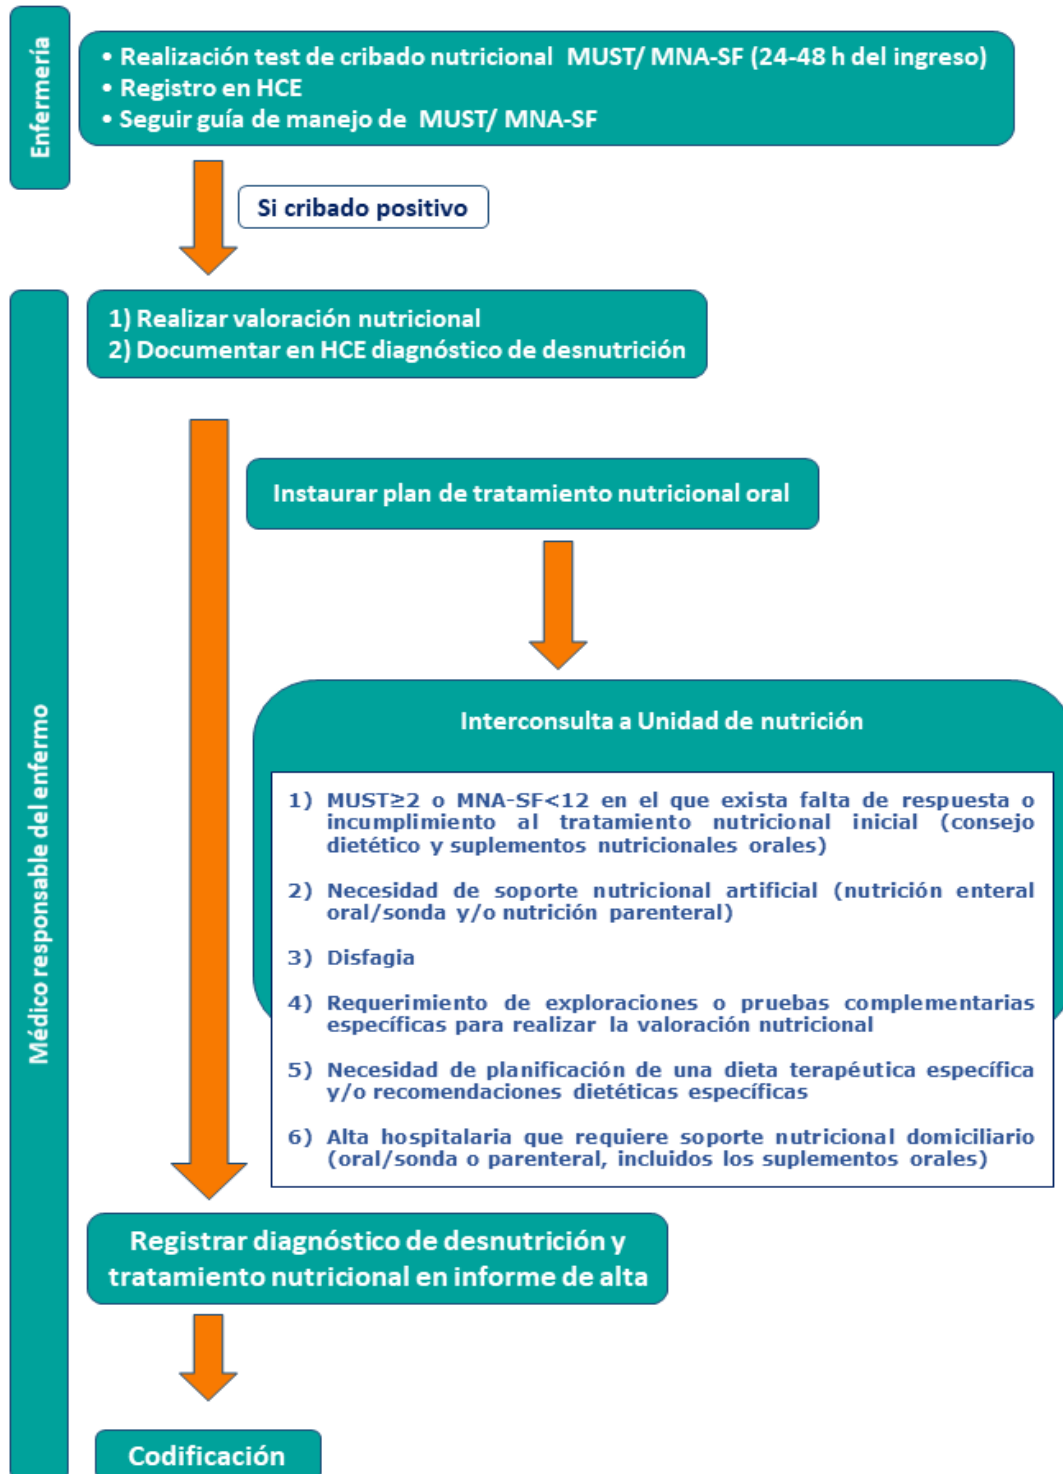 Enfermería
• Realización test de cribado nutricional MUST/ MNA-SF (24-48 h del ingreso)
• Registro en HCE
• Seguir guía de manejo de MUST/ MNA-SF
Si cribado positivo
Médico responsable del enfermo
1) Realizar valoración nutricional
2) Documentar en HCE diagnóstico de desnutrición
Instaurar plan de tratamiento nutricional oral
Interconsulta a Unidad de nutrición
1) MUST≥2 o MNA-SF<12 en el que exista falta de respuesta o
incumplimiento al tratamiento nutricional inicial (consejo
dietético y suplementos nutricionales orales)
2) Necesidad de soporte nutricional artificial (nutrición enteral
oral/sonda y/o nutrición parenteral)
3) Disfagia
4) Requerimiento de exploraciones o pruebas complementarias
específicas para realizar la valoración nutricional
5) Necesidad de planificación de una dieta terapéutica específica
y/o recomendaciones dietéticas específicas
6) Alta hospitalaria que requiere soporte nutricional domiciliario
(oral/sonda o parenteral, incluidos los suplementos orales)
Registrar diagnóstico de desnutrición y
tratamiento nutricional en informe de alta
Codificación